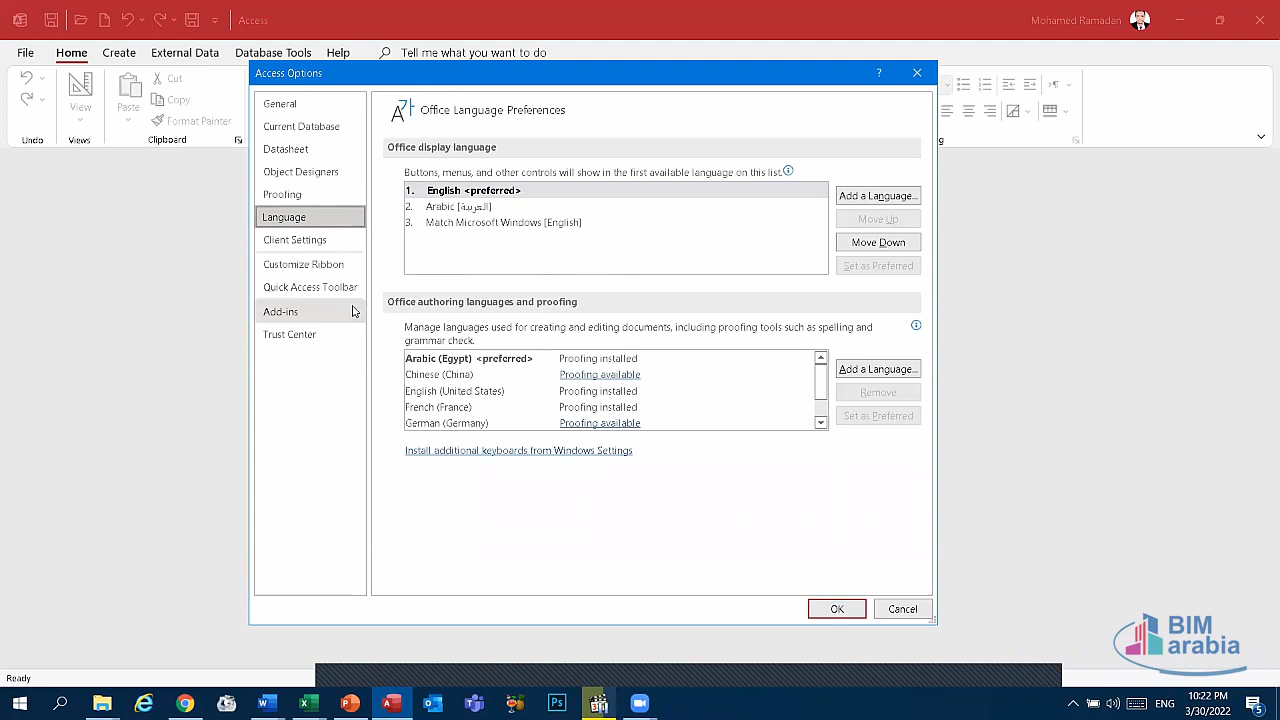 Access
Mohamed Ramadan
File Home Create External Data Database Tools Help Tell me what you want to do
View
Paste
Cut
Copy
Format Painter
Undo Views Clipboard
Access Options
?
General
Current Database
Datasheet
Object Designers
Proofing
Language
Client Settings
Customize Ribbon
Quick Access Toolbar
Add-ins
Trust Center
Office Language Preferences
Office display language
Buttons, menus, and other controls will show in the first available language on this list.
1. English <preferred>
2. Arabic [العربية]
3. Match Microsoft Windows [English]
Add a Language...
Move Up
Move Down
Set as Preferred
Office authoring languages and proofing
Manage languages used for creating and editing documents, including proofing tools such as spelling and
grammar check.
Arabic (Egypt) <preferred> Proofing installed
Chinese (China) Proofing available
English (United States) Proofing installed
French (France) Proofing installed
German (Germany) Proofing available
Add a Language...
Remove
Set as Preferred
Install additional keyboards from Windows Settings
OK
Cancel
BIM
arabia
Ready
Ps
ENG
10:22 PM
3/30/2022
5